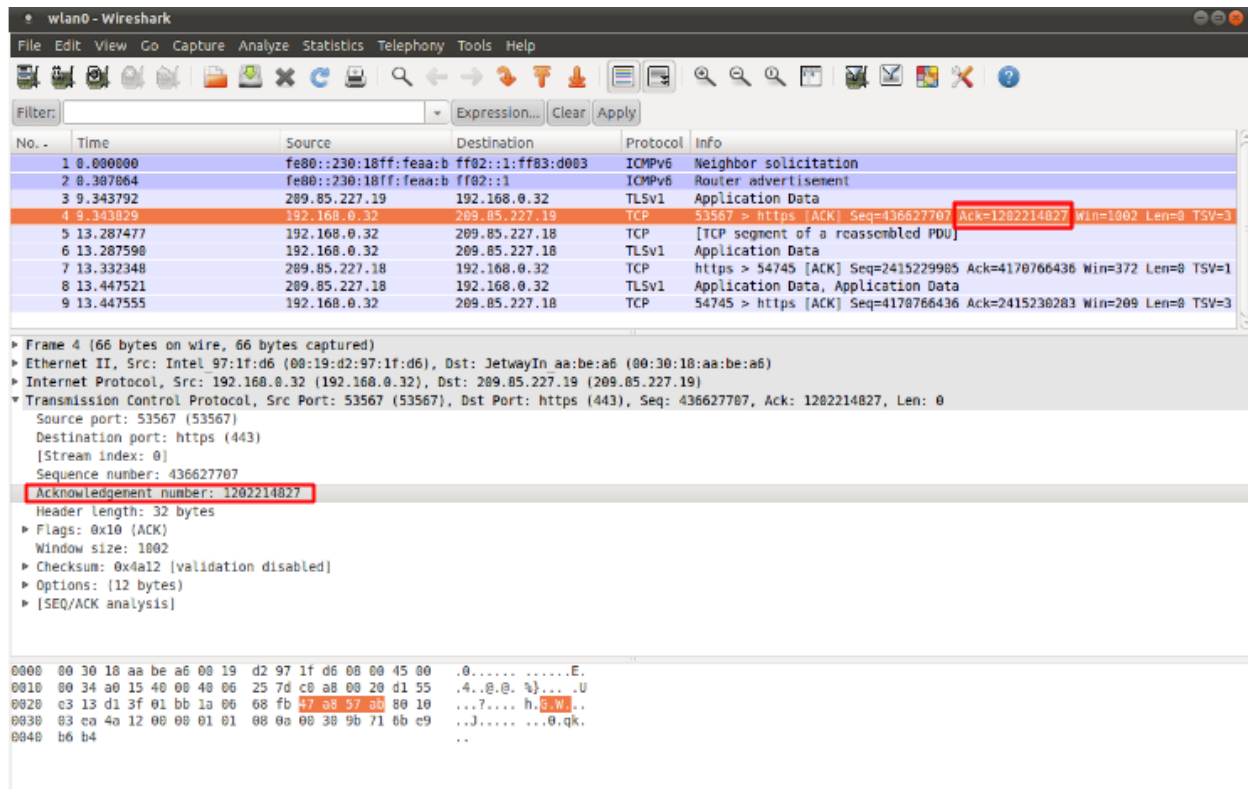 wlan0 - Wireshark
File Edit View Go Capture Analyze Statistics Telephony Tools Help
Filter: Expression... Clear Apply
No. - Time Source Destination Protocol Info
1 0.000000 fe80::230:18ff:feaa:b ff02::1:ff83:d003 ICMPv6 Neighbor solicitation
2 0.307064 fe80::230:18ff:feaa:b ff02::1 ICMPv6 Router advertisement
3 9.343792 209.85.227.19 192.168.0.32 TLSv1 Application Data
4 9.343829 192.168.0.32 209.85.227.19 TCP 53567 > https [ACK] Seq=436627707 Ack=1202214827 Win=1002 Len=0 TSV=3
5 13.287477 192.168.0.32 209.85.227.18 TCP [TCP segment of a reassembled PDU]
6 13.287590 192.168.0.32 209.85.227.18 TLSv1 Application Data
7 13.332348 209.85.227.18 192.168.0.32 TCP https > 54745 [ACK] Seq=2415229905 Ack=4170766436 Win=372 Len=0 TSV=1
8 13.447521 209.85.227.18 192.168.0.32 TLSv1 Application Data, Application Data
9 13.447555 192.168.0.32 209.85.227.18 TCP 54745 > https [ACK] Seq=4170766436 Ack=2415230283 Win=209 Len=0 TSV=3
Frame 4 (66 bytes on wire, 66 bytes captured)
Ethernet II, Src: Intel_97:1f:d6 (00:19:d2:97:1f:d6), Dst: JetwayIn_aa:be:a6 (00:30:18:aa:be:a6)
Internet Protocol, Src: 192.168.0.32 (192.168.0.32), Dst: 209.85.227.19 (209.85.227.19)
Transmission Control Protocol, Src Port: 53567 (53567), Dst Port: https (443), Seq: 436627707, Ack: 1202214827, Len: 0
Source port: 53567 (53567)
Destination port: https (443)
[Stream index: 0]
Sequence number: 436627707
Acknowledgement number: 1202214827
Header length: 32 bytes
Flags: 0x10 (ACK)
Window size: 1002
Checksum: 0x4a12 [validation disabled]
Options: (12 bytes)
[SEQ/ACK analysis]
0000 00 30 18 aa be a6 00 19 d2 97 1f d6 08 00 45 00 .0...... ......E.
0010 00 34 a0 15 40 00 40 06 25 7d c0 a8 00 20 d1 55 .4..@.@. %}... .U
0020 e3 13 d1 3f 01 bb 1a 06 68 fb 47 a8 57 ab 80 10 ...?.... h.G.W...
0030 03 ea 4a 12 00 00 01 01 08 0a 00 30 9b 71 6b e9 ..J..... ...0.qk.
0040 b6 b4 ..